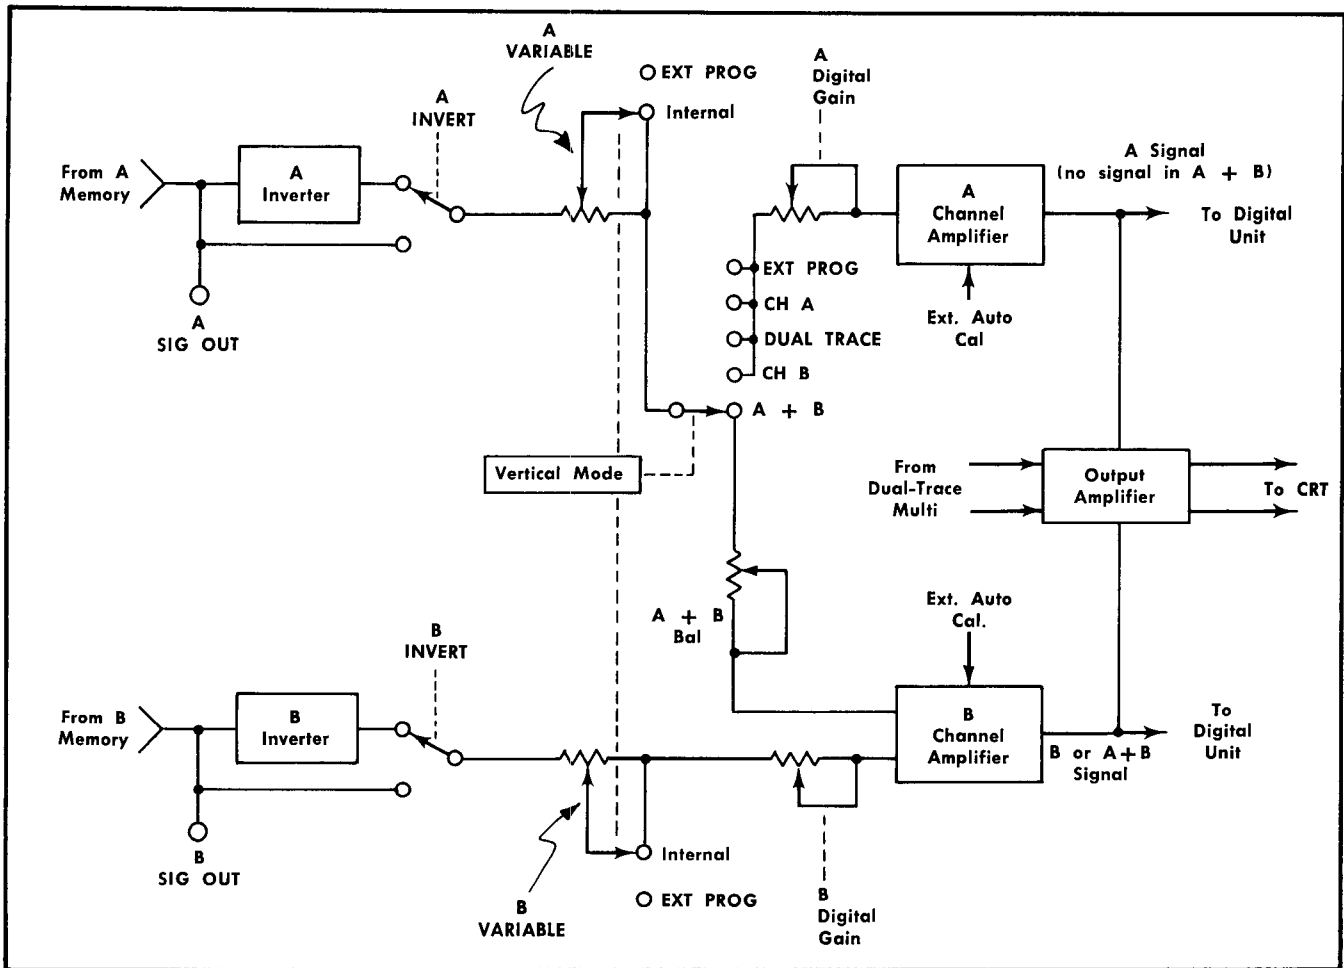 A
VARIABLE
EXT PROG
Internal
A
INVERT
A
Digital
Gain
From A
Memory
A
Inverter
A
SIG OUT
A
Channel
Amplifier
A Signal
(no signal in A + B)
To Digital
Unit
Ext. Auto
Cal
EXT PROG
CH A
DUAL TRACE
CH B
A + B
Vertical Mode
From
Dual-Trace
Multi
Output
Amplifier
To CRT
A + B
Bal
Ext. Auto
Cal.
B
INVERT
From B
Memory
B
Inverter
B
SIG OUT
B
Channel
Amplifier
B or A+B
Signal
To
Digital
Unit
Internal
EXT PROG
B
VARIABLE
B
Digital
Gain